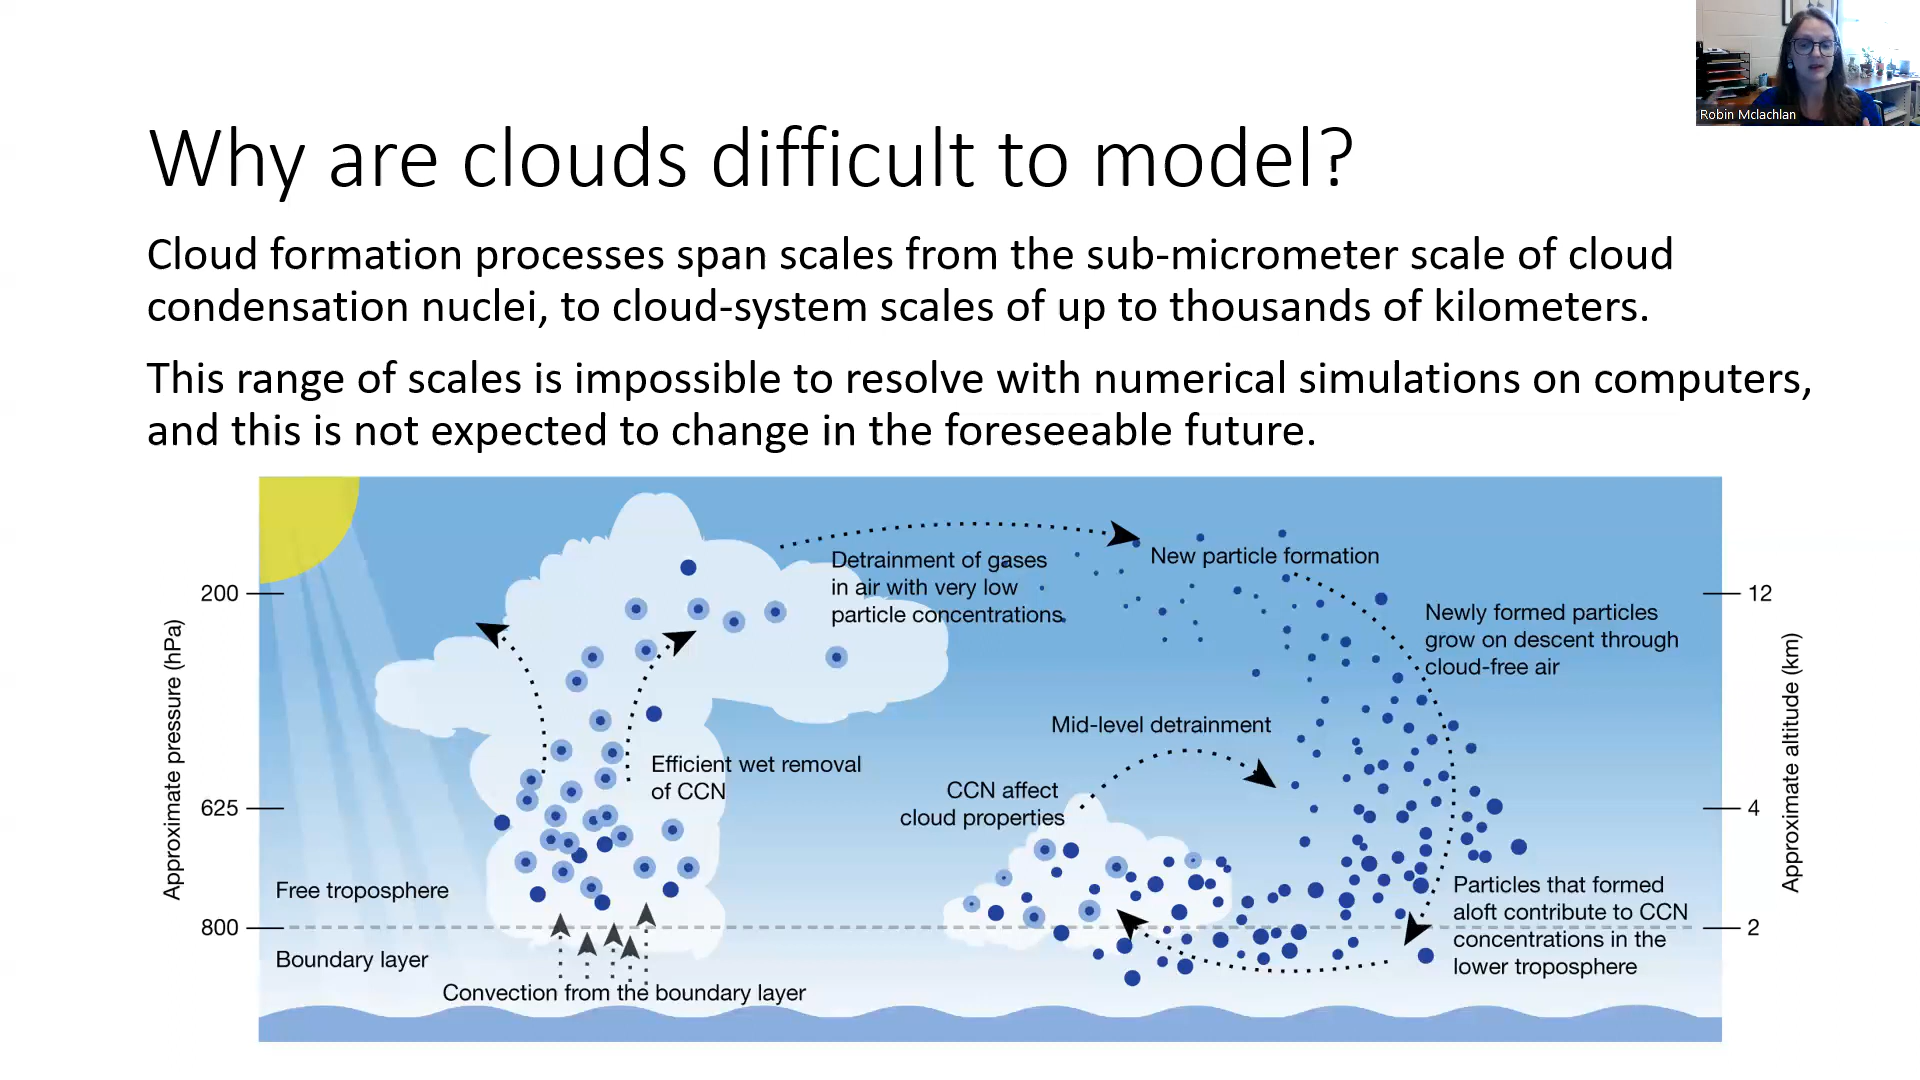 Robin Mclachlan
Why are clouds difficult to model?
Cloud formation processes span scales from the sub-micrometer scale of cloud
condensation nuclei, to cloud-system scales of up to thousands of kilometers.
This range of scales is impossible to resolve with numerical simulations on computers,
and this is not expected to change in the foreseeable future.
Approximate pressure (hPa)
200
625
800
Detrainment of gases
in air with very low
particle concentrations
New particle formation
Newly formed particles
grow on descent through
cloud-free air
Mid-level detrainment
Efficient wet removal
of CCN
CCN affect
cloud properties
Free troposphere
Boundary layer
Convection from the boundary layer
Particles that formed
aloft contribute to CCN
concentrations in the
lower troposphere
12
4
2
Approximate altitude (km)